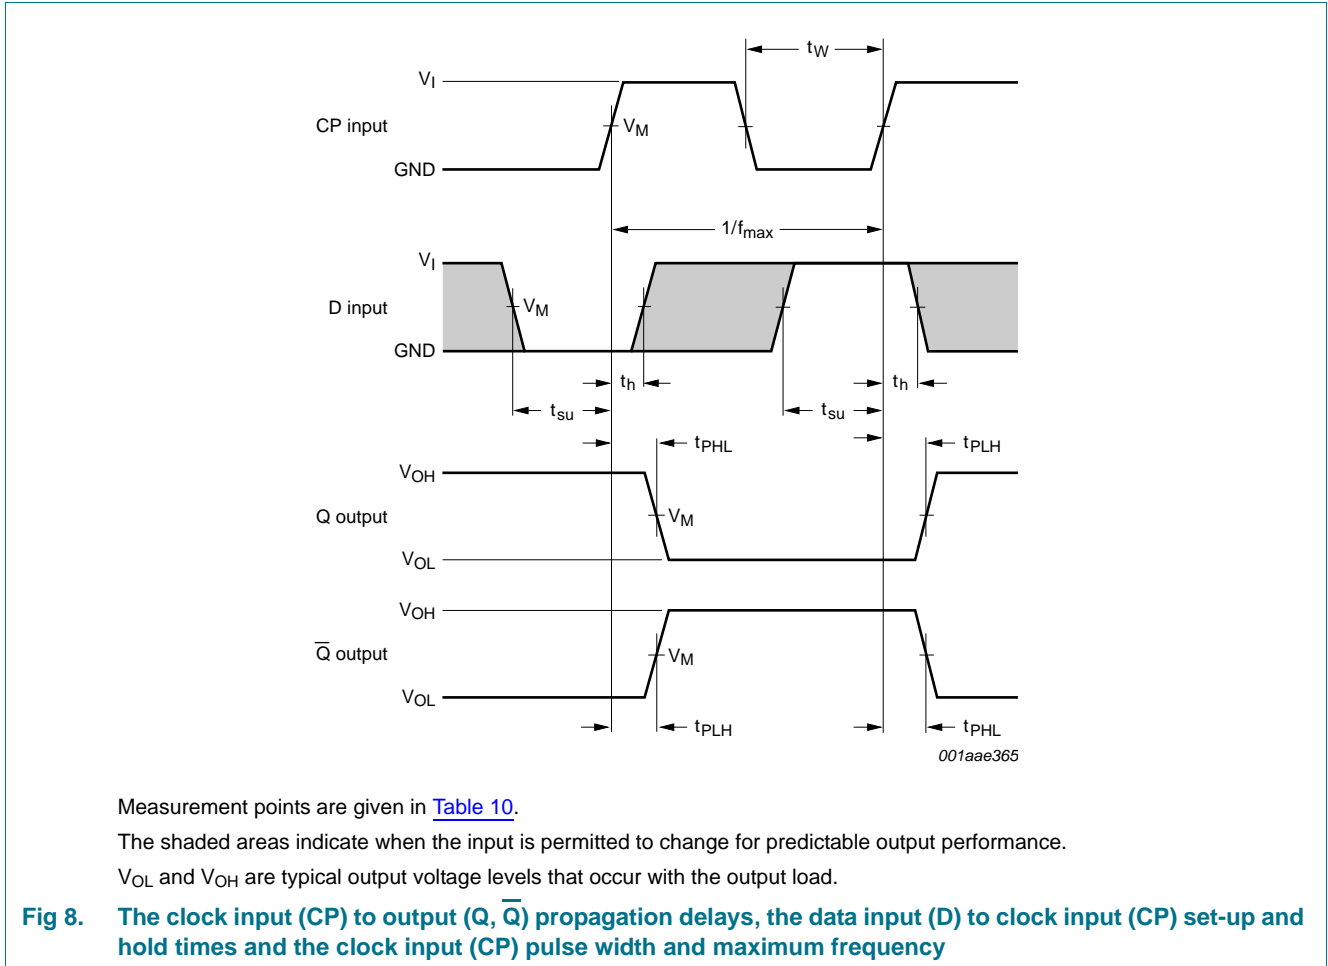 tW
VI
CP input
VM
GND
1/fmax
VI
D input
VM
GND
th
th
tsu
tsu
tPHL
tPLH
VOH
Q output
VM
VOL
VOH
Q̅ output
VM
VOL
tPLH
tPHL
001aae365
Measurement points are given in Table 10.
The shaded areas indicate when the input is permitted to change for predictable output performance.
VOL and VOH are typical output voltage levels that occur with the output load.
Fig 8. The clock input (CP) to output (Q, Q̅) propagation delays, the data input (D) to clock input (CP) set-up and
hold times and the clock input (CP) pulse width and maximum frequency